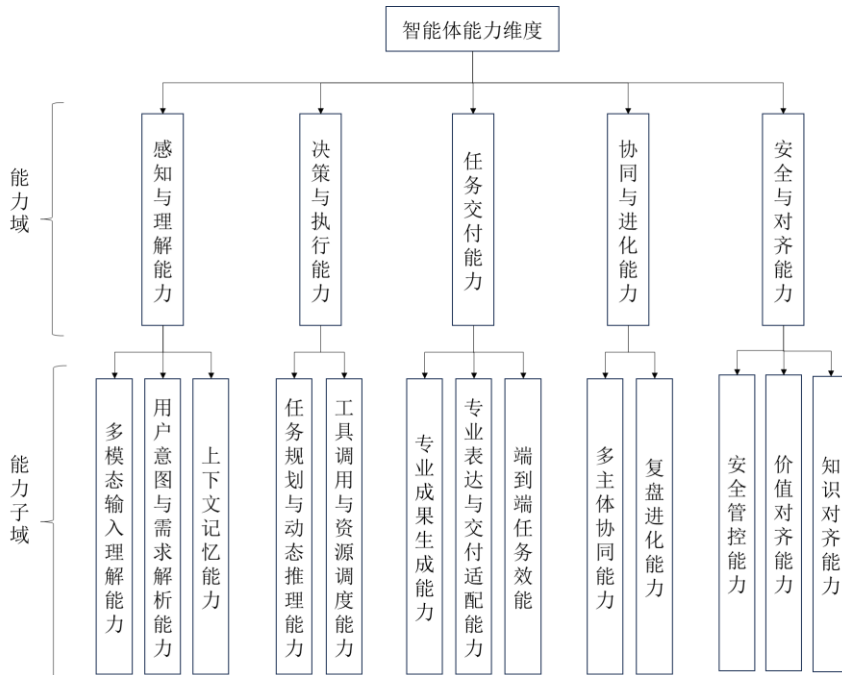 智能体能力维度
能力域
感知与理解能力
决策与执行能力
任务交付能力
协同与进化能力
安全与对齐能力
能力子域
多模态输入理解能力
用户意图与需求解析能力
上下文记忆能力
任务规划与动态推理能力
工具调用与资源调度能力
专业成果生成能力
专业表达与交付适配能力
端到端任务效能
多主体协同能力
复盘进化能力
安全管控能力
价值对齐能力
知识对齐能力